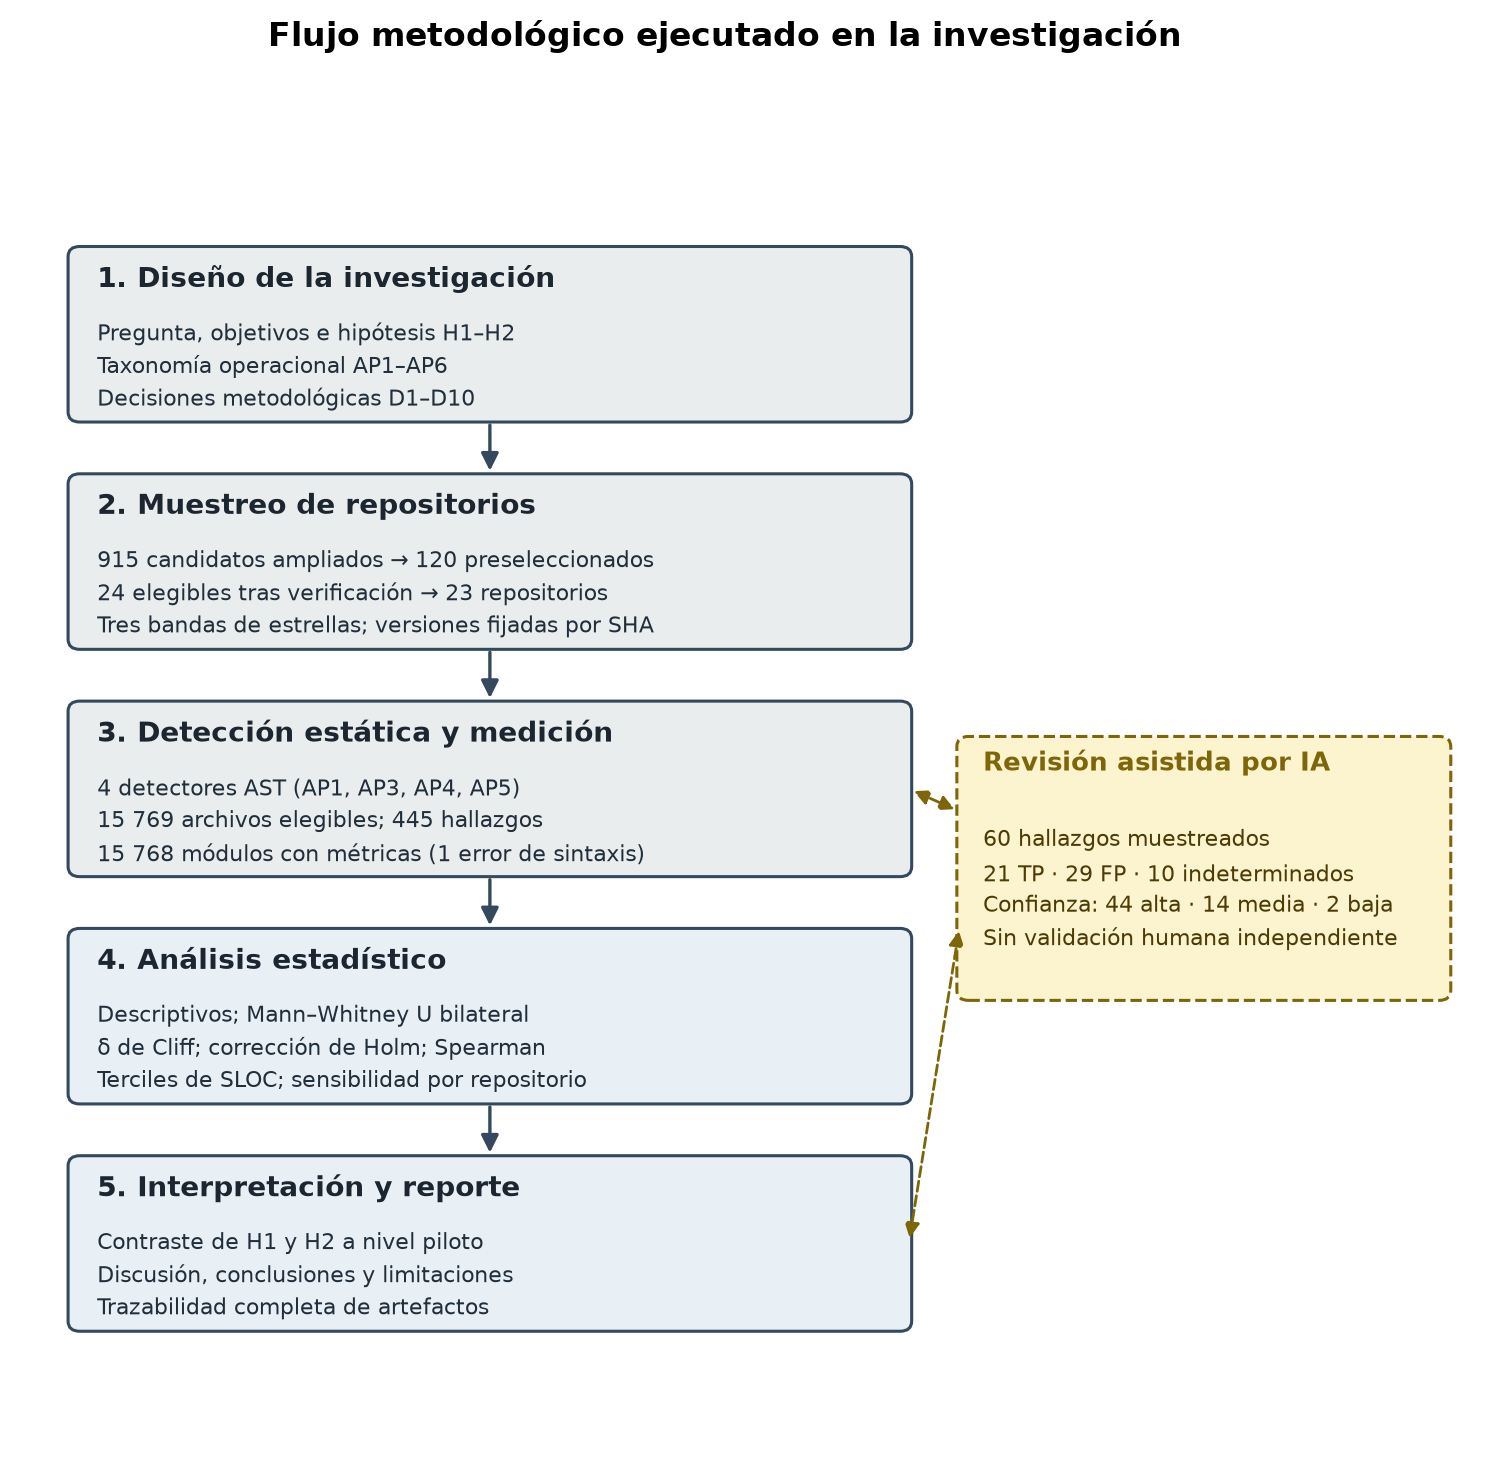 Flujo metodológico ejecutado en la investigación
1. Diseño de la investigación
Pregunta, objetivos e hipótesis H1–H2
Taxonomía operacional AP1–AP6
Decisiones metodológicas D1–D10
2. Muestreo de repositorios
915 candidatos ampliados → 120 preseleccionados
24 elegibles tras verificación → 23 repositorios
Tres bandas de estrellas; versiones fijadas por SHA
3. Detección estática y medición
4 detectores AST (AP1, AP3, AP4, AP5)
15 769 archivos elegibles; 445 hallazgos
15 768 módulos con métricas (1 error de sintaxis)
Revisión asistida por IA
60 hallazgos muestreados
21 TP · 29 FP · 10 indeterminados
Confianza: 44 alta · 14 media · 2 baja
Sin validación humana independiente
4. Análisis estadístico
Descriptivos; Mann–Whitney U bilateral
δ de Cliff; corrección de Holm; Spearman
Terciles de SLOC; sensibilidad por repositorio
5. Interpretación y reporte
Contraste de H1 y H2 a nivel piloto
Discusión, conclusiones y limitaciones
Trazabilidad completa de artefactos